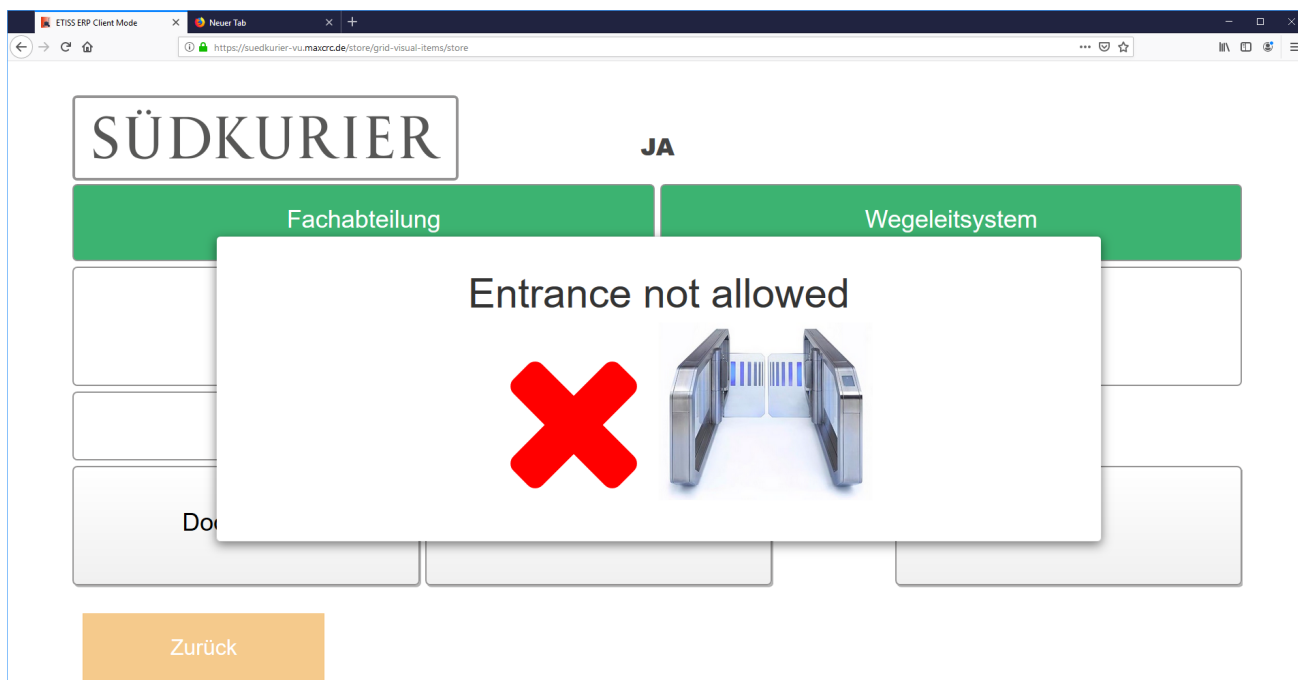 ETISS ERP Client Mode
Neuer Tab
https://suedkurier-vu.maxcrc.de/store/grid-visual-items/store
SÜDKURIER
JA
Fachabteilung
Wegeleitsystem
Entrance not allowed
Zurück